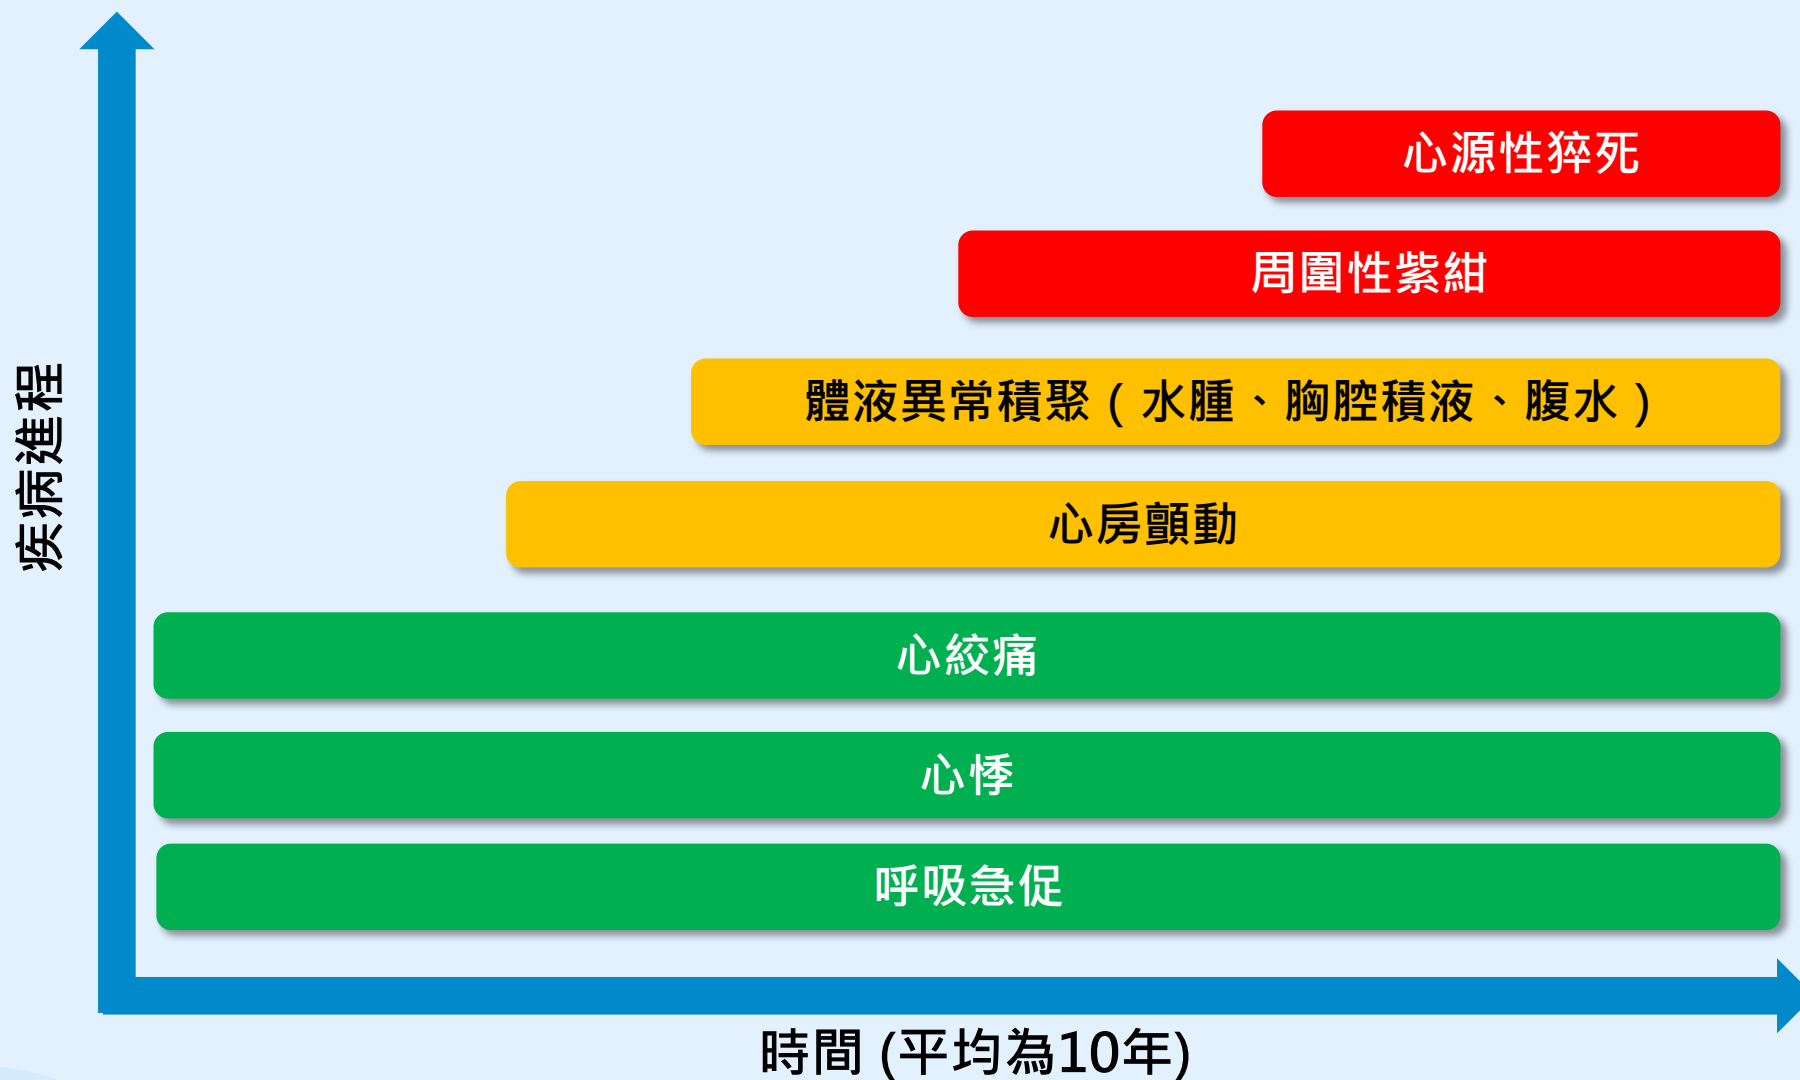 心源性猝死
周圍性紫紺
體液異常積聚（水腫、胸腔積液、腹水）
心房顫動
心絞痛
心悸
呼吸急促
疾病進程
時間 (平均為10年)